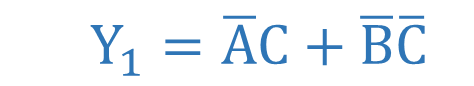 Y₁ = A̅C + B̅C̅